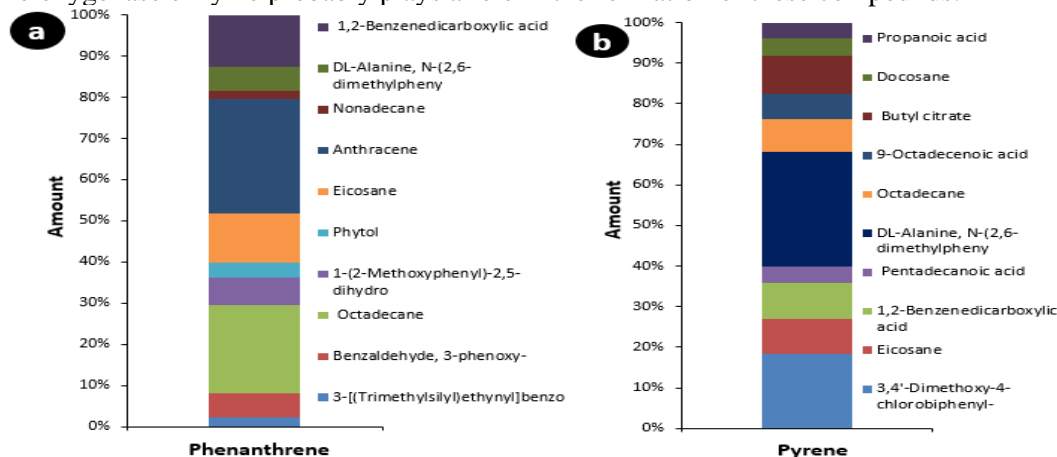 a
100%
90%
80%
70%
60%
50%
40%
30%
20%
10%
0%
Amount
Phenanthrene
1,2-Benzenedicarboxylic acid
DL-Alanine, N-(2,6-
dimethylpheny
Nonadecane
Anthracene
Eicosane
Phytol
1-(2-Methoxyphenyl)-2,5-
dihydro
Octadecane
Benzaldehyde, 3-phenoxy-
3-[(Trimethylsilyl)ethynyl]benzo
b
100%
90%
80%
70%
60%
50%
40%
30%
20%
10%
0%
Amount
Pyrene
Propanoic acid
Docosane
Butyl citrate
9-Octadecenoic acid
Octadecane
DL-Alanine, N-(2,6-
dimethylpheny
Pentadecanoic acid
1,2-Benzenedicarboxylic
acid
Eicosane
3,4'-Dimethoxy-4-
chlorobiphenyl-